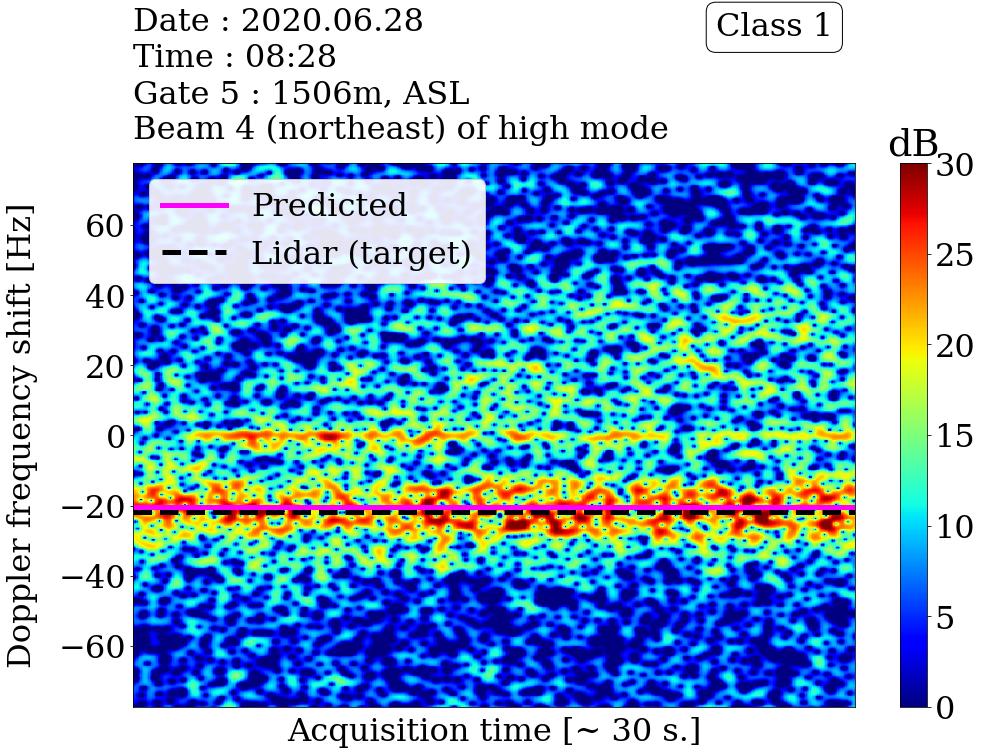 Date : 2020.06.28
Time : 08:28
Gate 5 : 1506m, ASL
Beam 4 (northeast) of high mode
Class 1
dB
Predicted
Lidar (target)
Doppler frequency shift [Hz]
60
40
20
0
−20
−40
−60
30
25
20
15
10
5
0
Acquisition time [~ 30 s.]